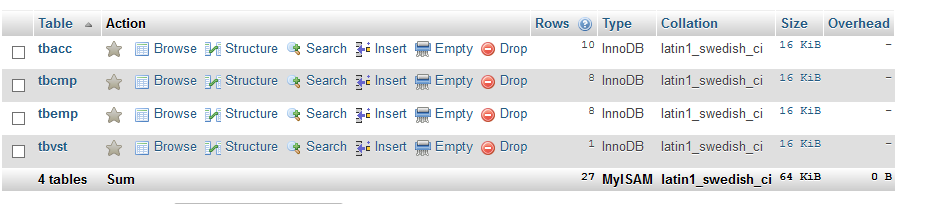 Table Action Rows Type Collation Size Overhead
tbacc Browse Structure Search Insert Empty Drop 10 InnoDB latin1_swedish_ci 16 KiB -
tbcmp Browse Structure Search Insert Empty Drop 8 InnoDB latin1_swedish_ci 16 KiB -
tbemp Browse Structure Search Insert Empty Drop 8 InnoDB latin1_swedish_ci 16 KiB -
tbvst Browse Structure Search Insert Empty Drop 1 InnoDB latin1_swedish_ci 16 KiB -
4 tables Sum 27 MyISAM latin1_swedish_ci 64 KiB 0 B